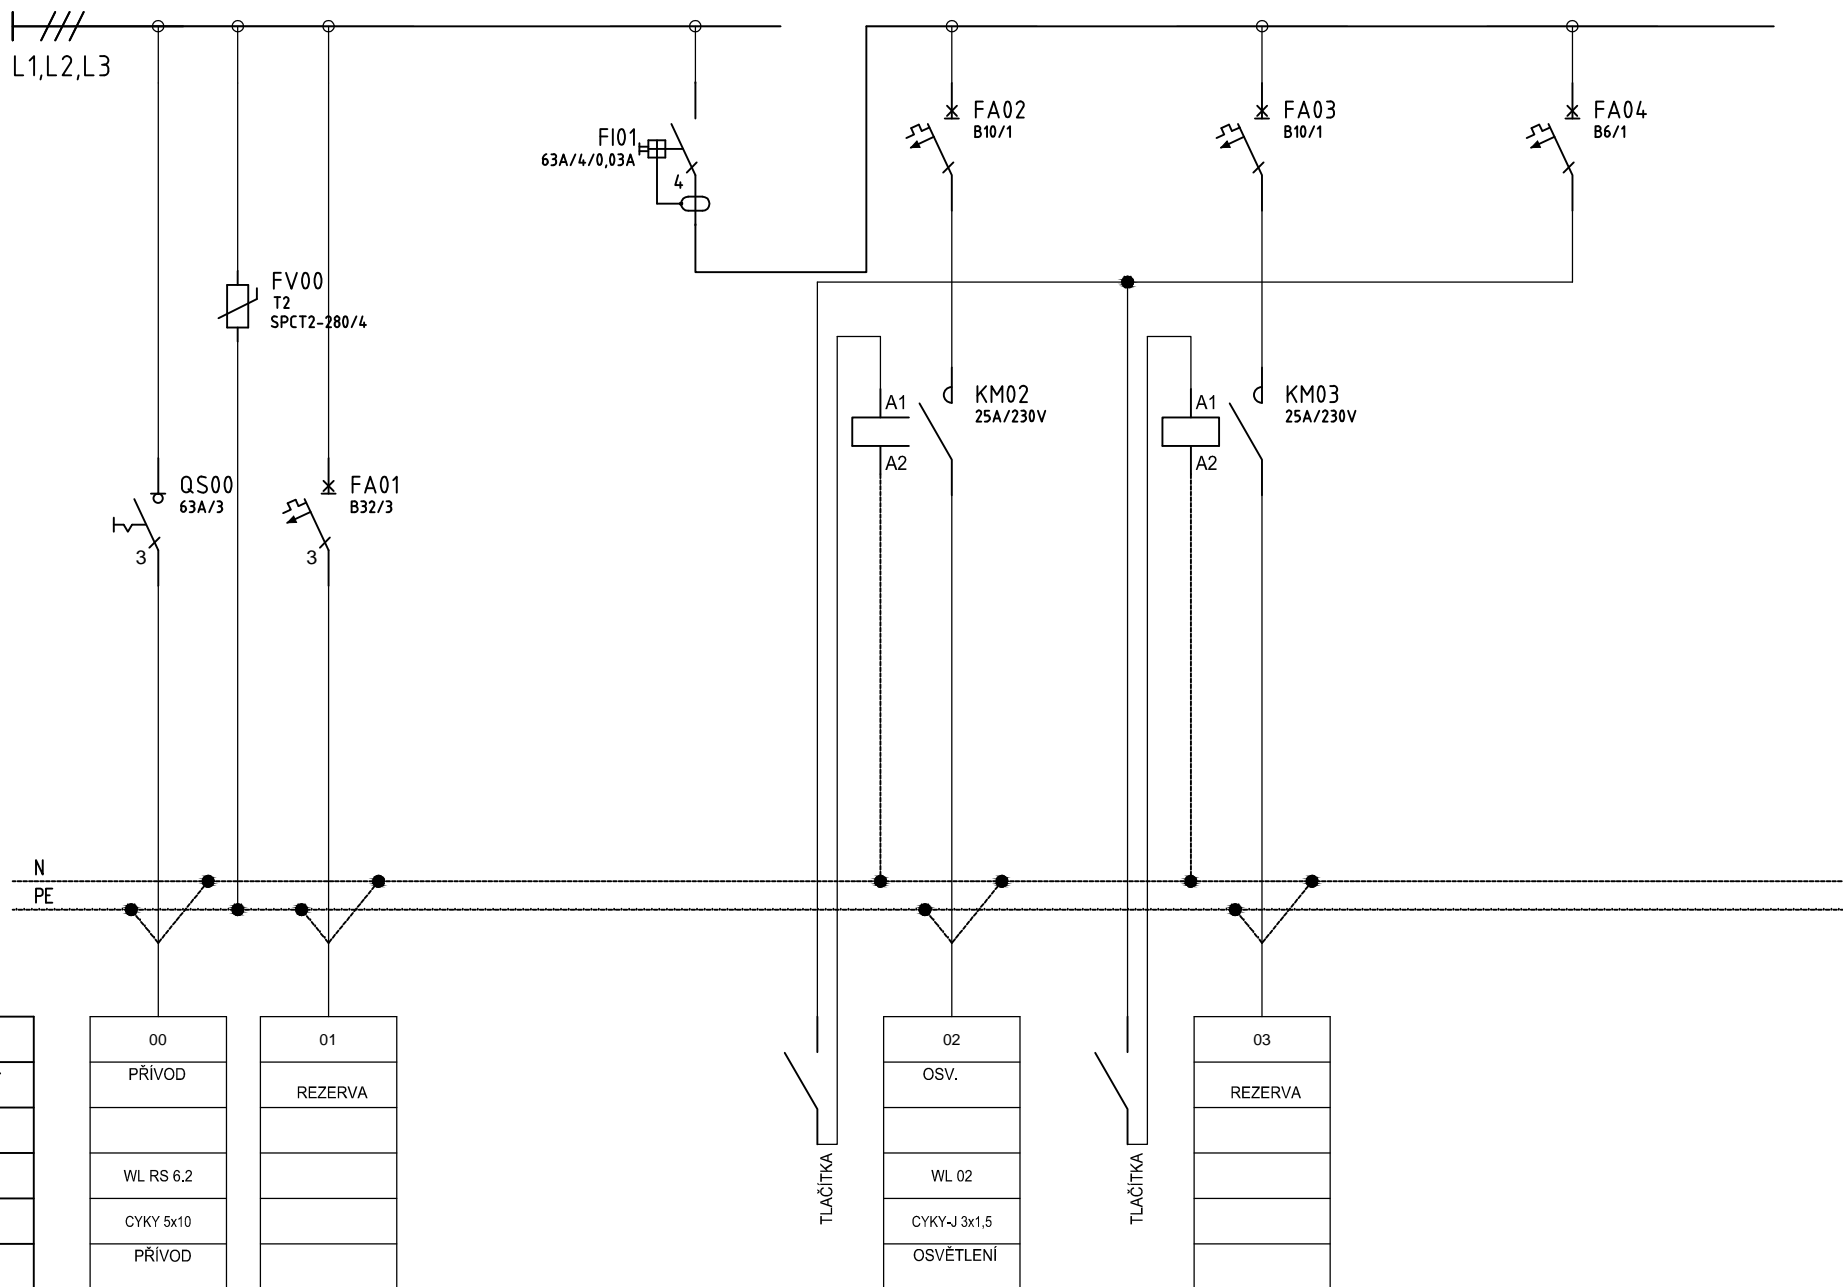 L1,L2,L3
FI01
63A/4/0,03A
4
FA02
B10/1
FA03
B10/1
FA04
B6/1
FV00
T2
SPCT2-280/4
A1
A2
KM02
25A/230V
A1
A2
KM03
25A/230V
QS00
63A/3
3
FA01
B32/3
3
N
PE
00
PŘÍVOD
WL RS 6.2
CYKY 5x10
PŘÍVOD
01
REZERVA
TLAČÍTKA
02
OSV.
WL 02
CYKY-J 3x1,5
OSVĚTLENÍ
TLAČÍTKA
03
REZERVA